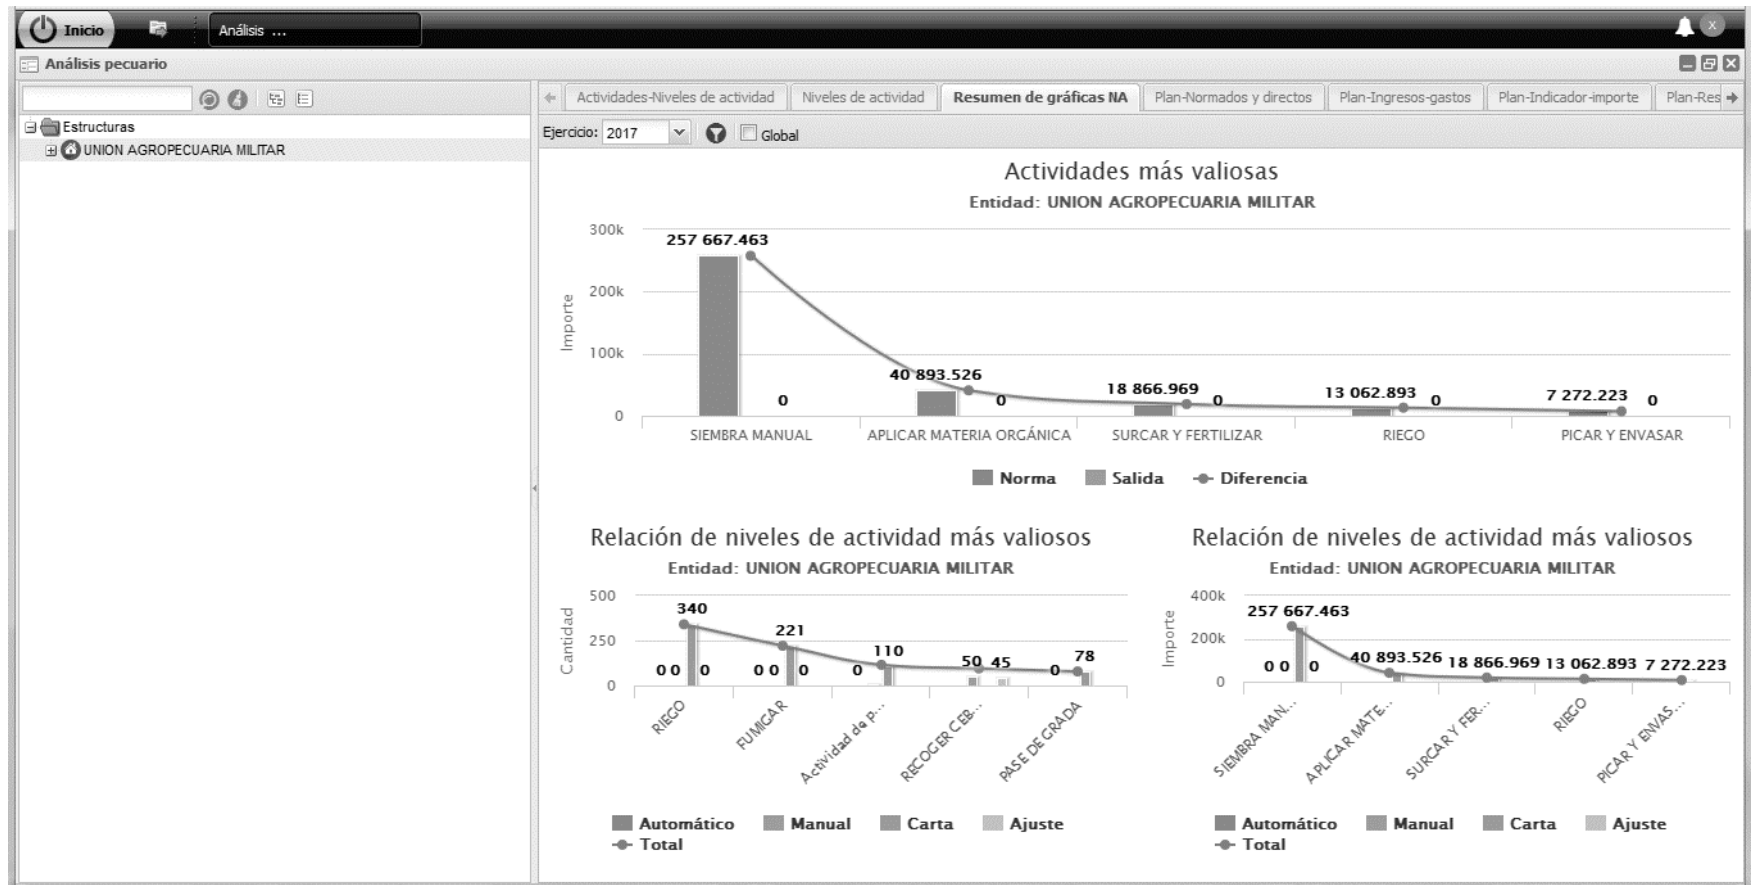 Inicio
Análisis ...
x
Análisis pecuario
Estructuras
UNION AGROPECUARIA MILITAR
Actividades-Niveles de actividad
Niveles de actividad
Resumen de gráficas NA
Plan-Normados y directos
Plan-Ingresos-gastos
Plan-Indicador-importe
Plan-Res
Ejercicio: 2017
Global
Actividades más valiosas
Entidad: UNION AGROPECUARIA MILITAR
Importe
300k
200k
100k
0
257 667.463
0
40 893.526
0
18 866.969
0
13 062.893
0
7 272.223
0
SIEMBRA MANUAL
APLICAR MATERIA ORGÁNICA
SURCAR Y FERTILIZAR
RIEGO
PICAR Y ENVASAR
Norma
Salida
Diferencia
Relación de niveles de actividad más valiosos
Entidad: UNION AGROPECUARIA MILITAR
Cantidad
500
250
0
340
0 0 0
221
0 0 0
0
110
50 45
0
78
RIEGO
FUMIGAR
Actividad de p...
RECOGER CEB...
PASE DE GRADA
Automático
Manual
Carta
Ajuste
Total
Relación de niveles de actividad más valiosos
Entidad: UNION AGROPECUARIA MILITAR
Importe
400k
200k
0
257 667.463
0 0 0
40 893.526
18 866.969
13 062.893
7 272.223
SIEMBRA MAN...
APLICAR MATE...
SURCAR Y FER...
RIEGO
PICAR Y ENVAS...
Automático
Manual
Carta
Ajuste
Total